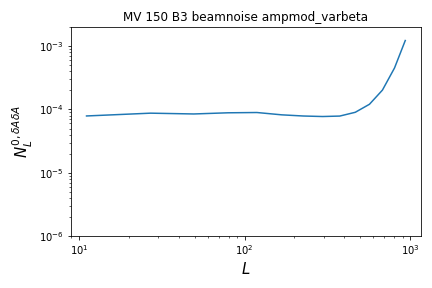 MV 150 B3 beamnoise ampmod_varbeta
10⁻³
10⁻⁴
10⁻⁵
10⁻⁶
N_L^{0, δAδA}
10¹ 10² 10³
L